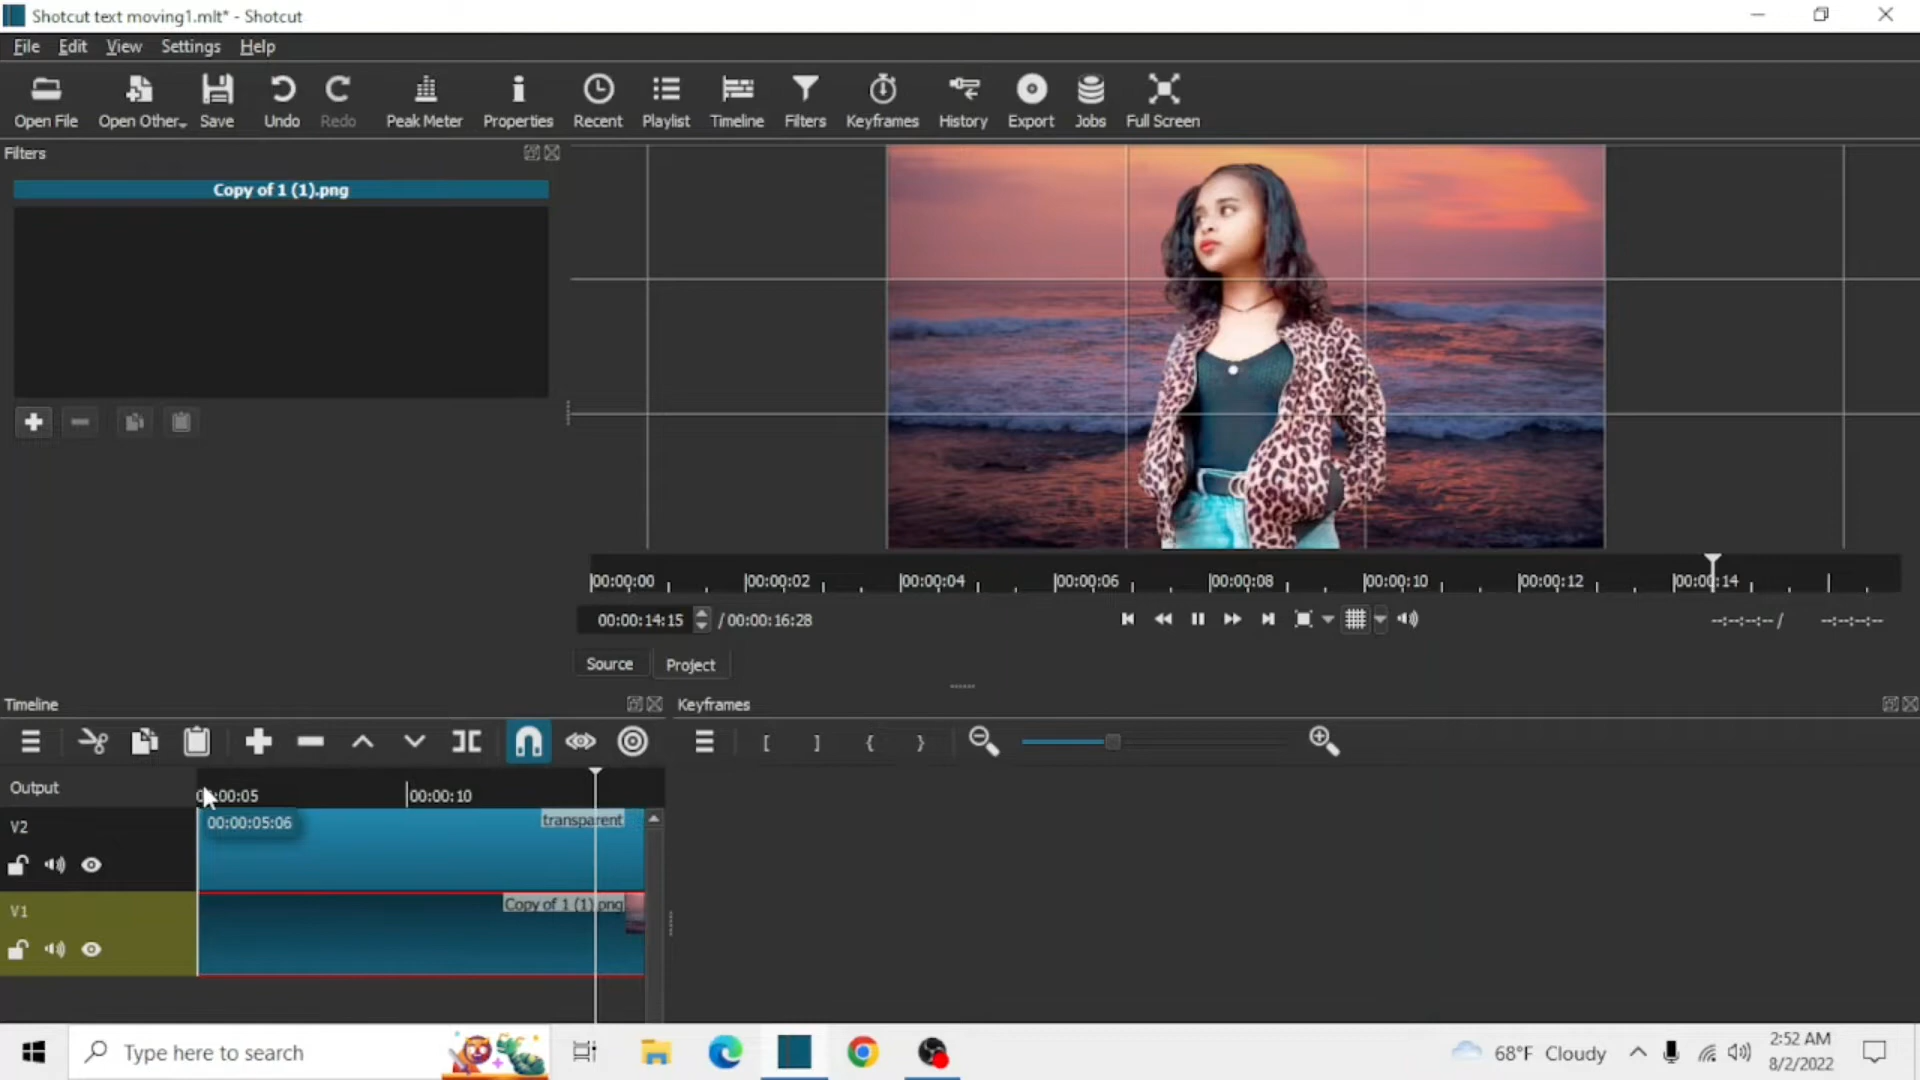 Shotcut text moving1.mlt* - Shotcut
File Edit View Settings Help
Open File Open Other.. Save Undo Redo Peak Meter Properties Recent Playlist Timeline Filters Keyframes History Export Jobs Full Screen
Filters
Copy of 1 (1).png
00:00:00 00:00:02 00:00:04 00:00:06 00:00:08 00:00:10 00:00:12 00:00:14
00:00:14:15 / 00:00:16:28 --:--:--:-- / --:--:--:--
Source Project
Timeline Keyframes
Output 00:00:10
V2 00:00:05:06 transparent
V1 Copy of 1 (1).png
Type here to search 68°F Cloudy 2:52 AM
8/2/2022